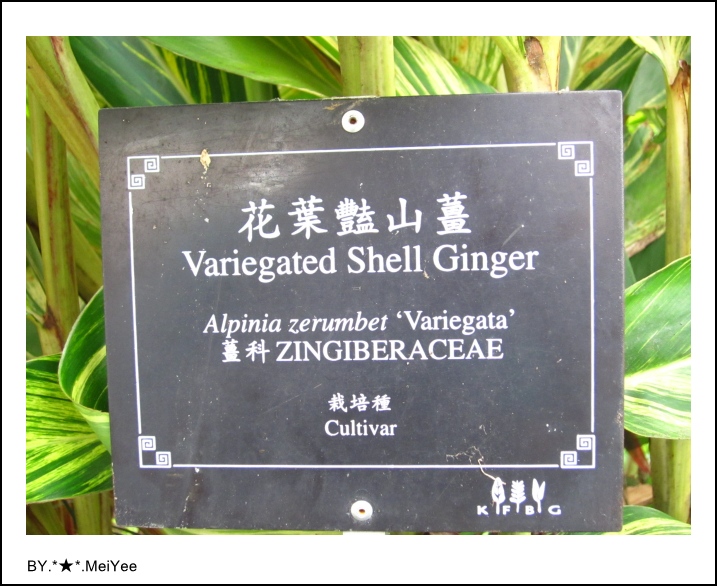 花葉豔山薑
Variegated Shell Ginger
Alpinia zerumbet ‘Variegata’
薑科 ZINGIBERACEAE
栽培種
Cultivar
KFBG
BY.*★*.MeiYee